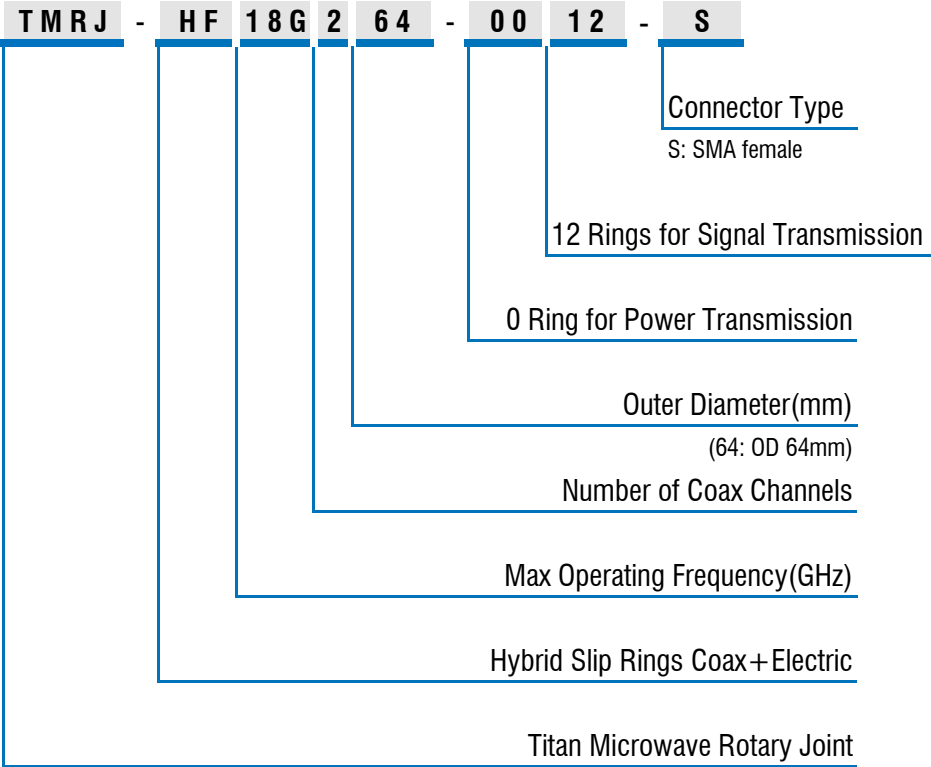 TMRJ - HF 18G 2 64 - 00 12 - S
Connector Type
S: SMA female
12 Rings for Signal Transmission
0 Ring for Power Transmission
Outer Diameter(mm)
(64: OD 64mm)
Number of Coax Channels
Max Operating Frequency(GHz)
Hybrid Slip Rings Coax+Electric
Titan Microwave Rotary Joint